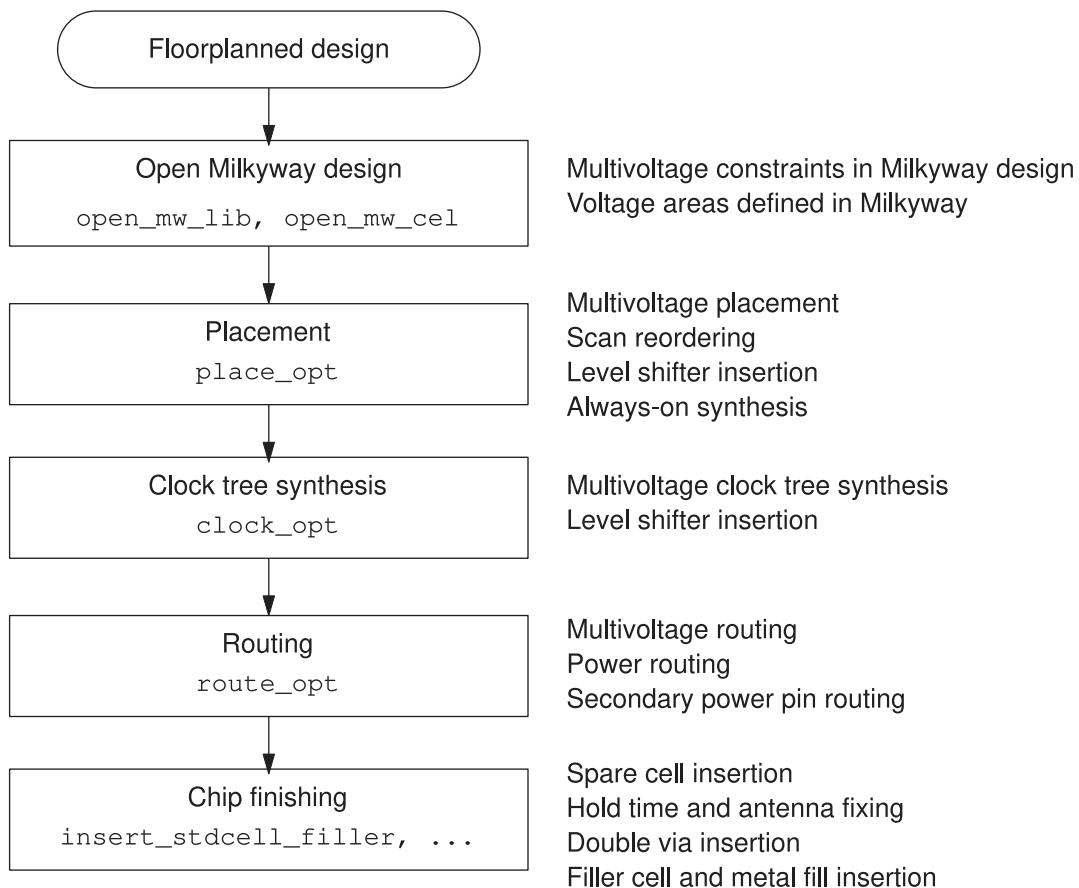 Floorplanned design
Open Milkyway design
open_mw_lib, open_mw_cel
Multivoltage constraints in Milkyway design
Voltage areas defined in Milkyway
Placement
place_opt
Multivoltage placement
Scan reordering
Level shifter insertion
Always-on synthesis
Clock tree synthesis
clock_opt
Multivoltage clock tree synthesis
Level shifter insertion
Routing
route_opt
Multivoltage routing
Power routing
Secondary power pin routing
Chip finishing
insert_stdcell_filler, ...
Spare cell insertion
Hold time and antenna fixing
Double via insertion
Filler cell and metal fill insertion